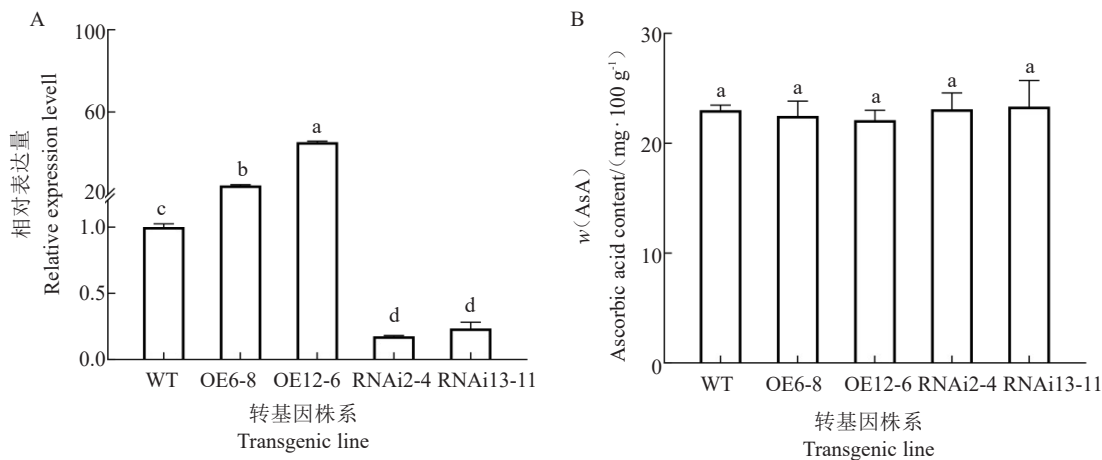 A
相对表达量
Relative expression levell
100
60
20
1.0
0.5
0.0
c
b
a
d
d
WT OE6-8 OE12-6 RNAi2-4 RNAi13-11
转基因株系
Transgenic line
B
w(AsA)
Ascorbic acid content/(mg·100 g⁻¹)
30
20
10
0
a
a
a
a
a
WT OE6-8 OE12-6 RNAi2-4 RNAi13-11
转基因株系
Transgenic line